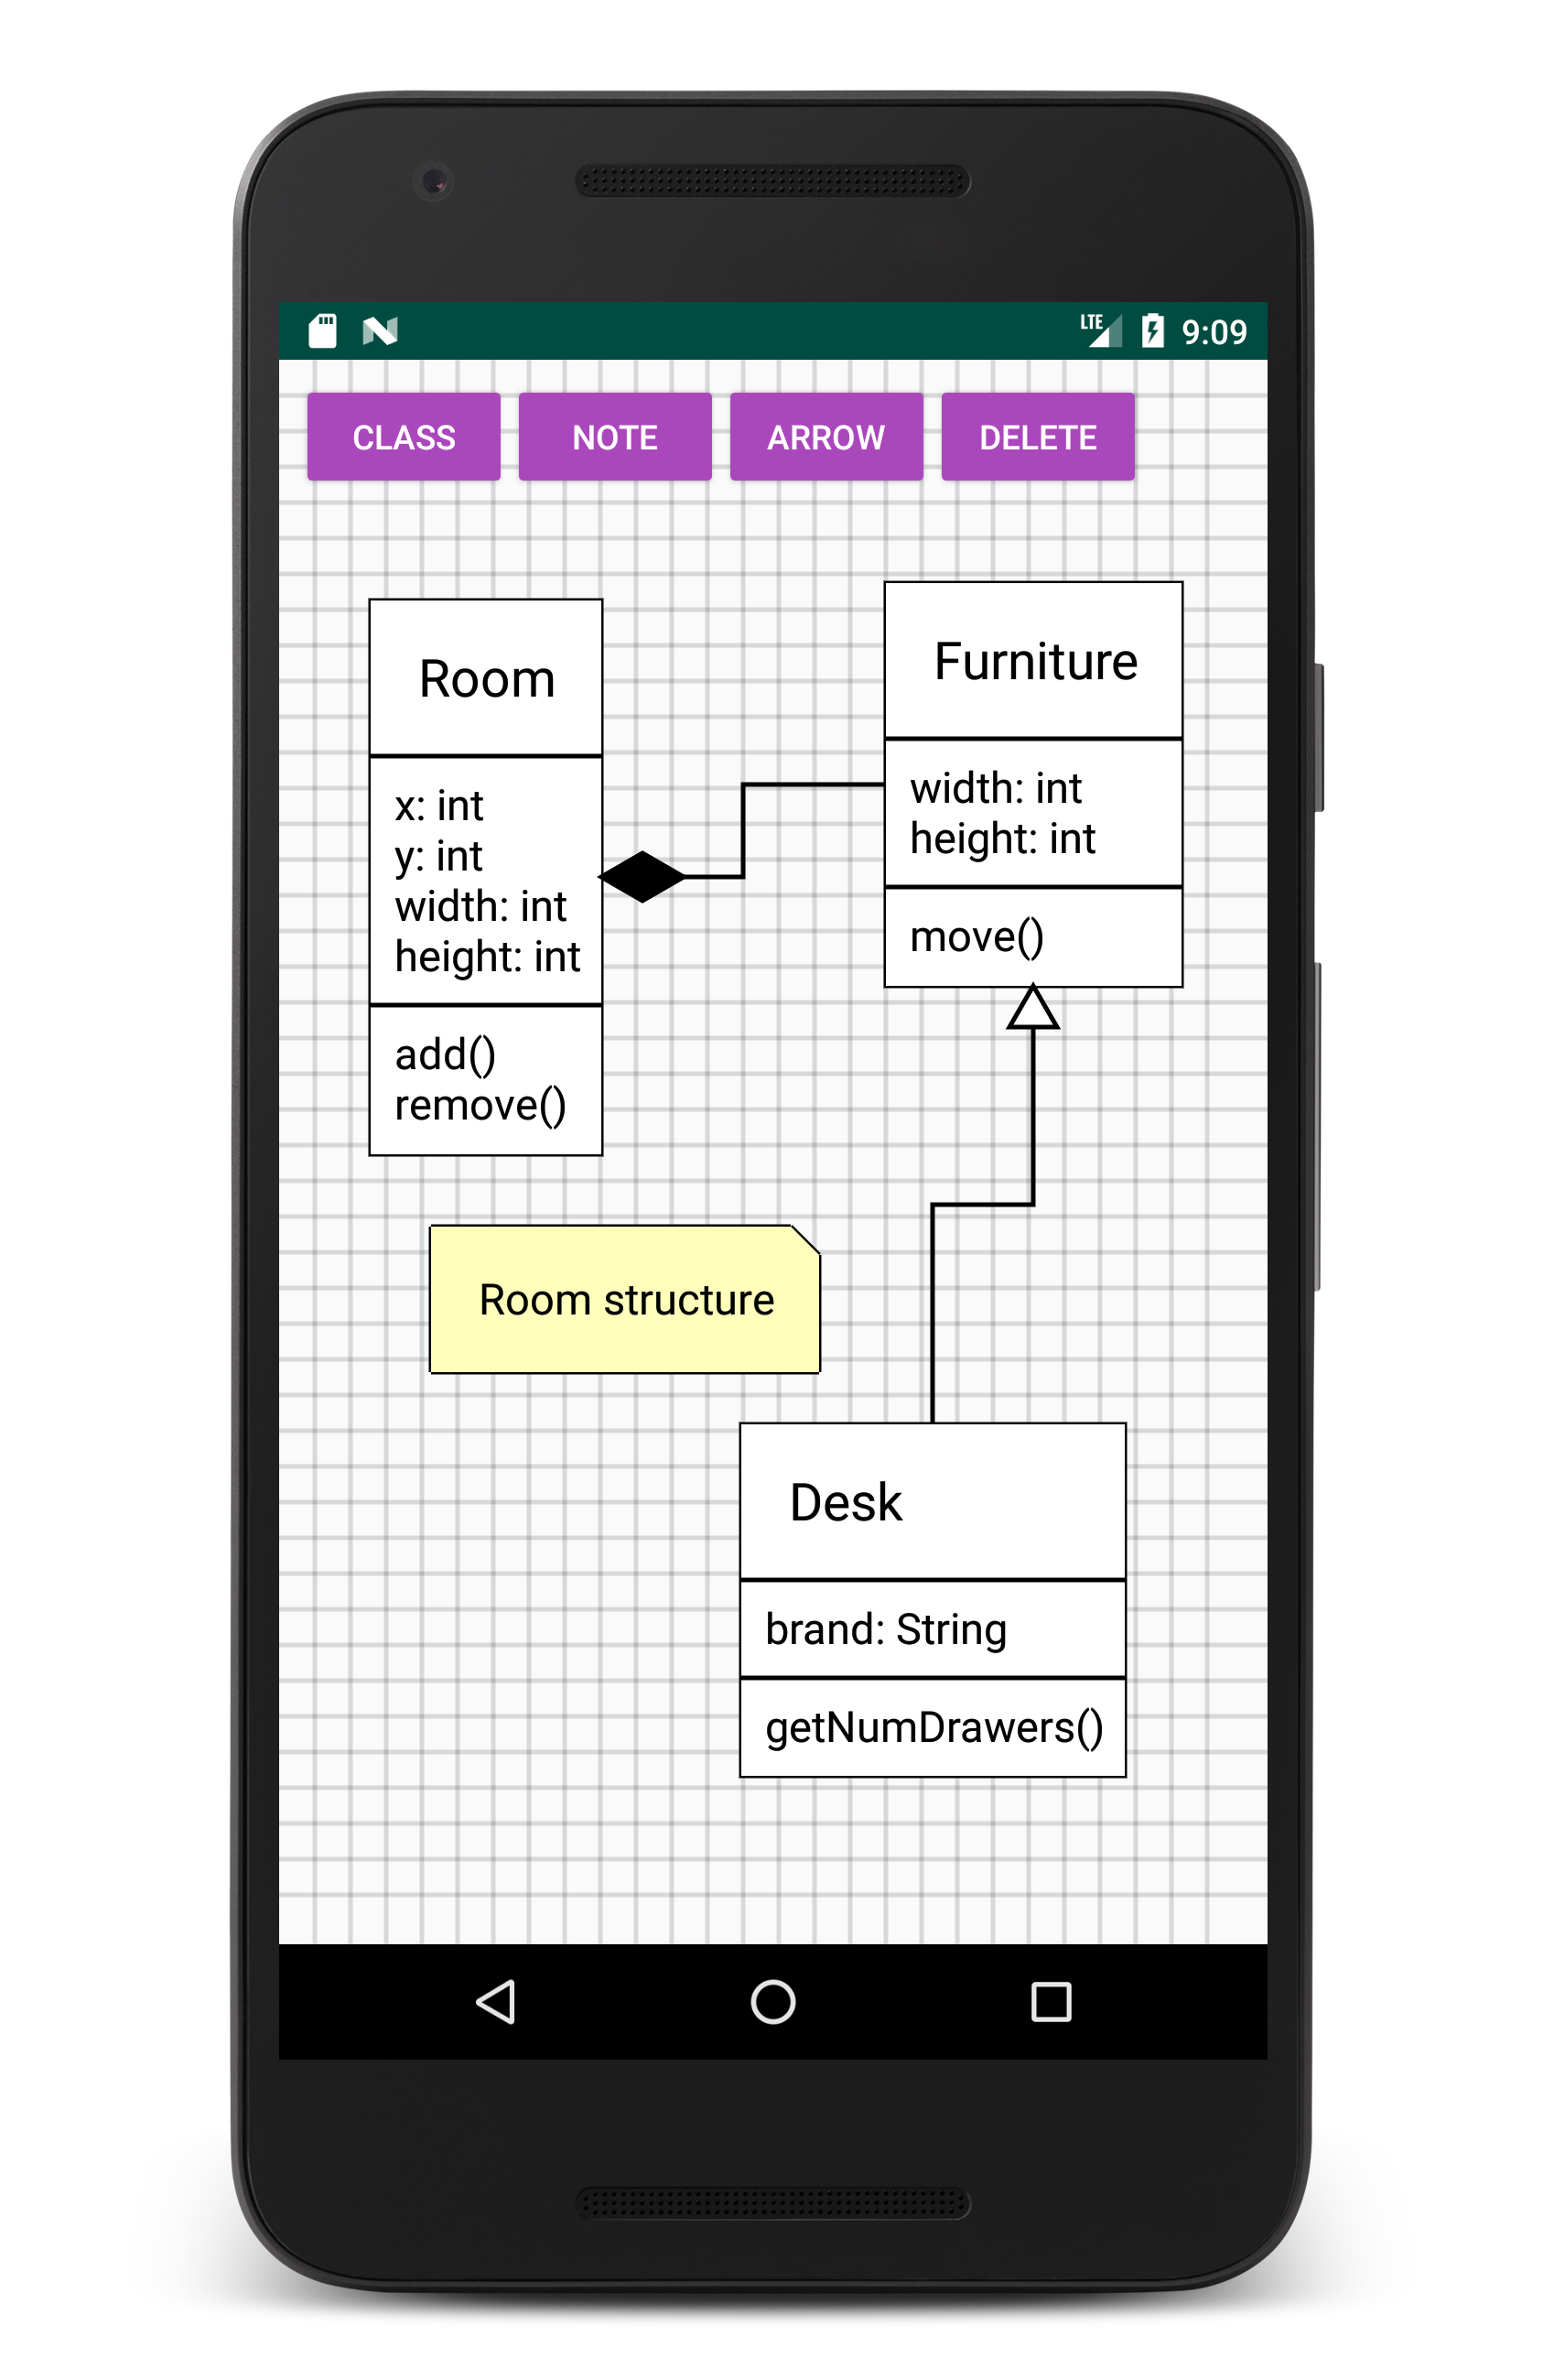 LTE 9:09
CLASS NOTE ARROW DELETE
Room
x: int
y: int
width: int
height: int
add()
remove()
Furniture
width: int
height: int
move()
Room structure
Desk
brand: String
getNumDrawers()